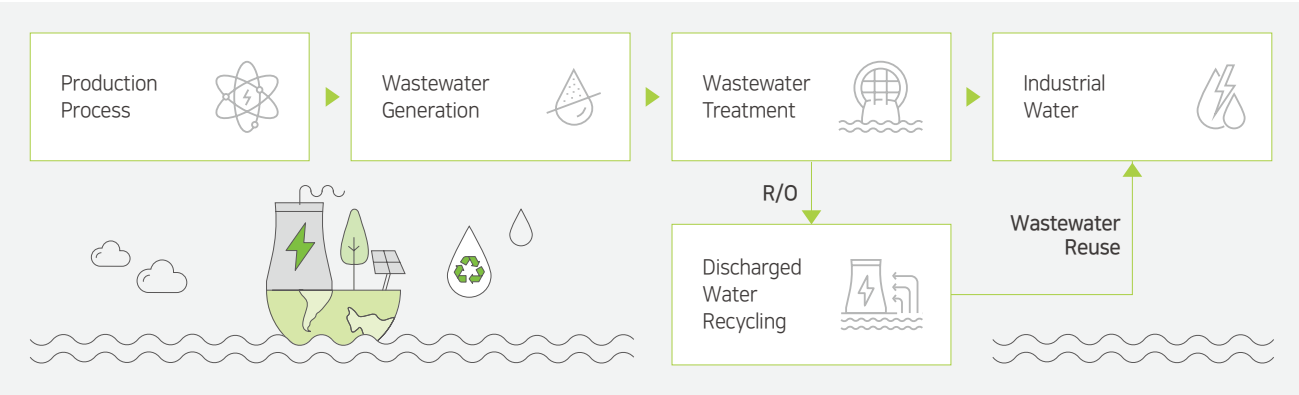 Production
Process
Wastewater
Generation
Wastewater
Treatment
Industrial
Water
R/O
Wastewater
Reuse
Discharged
Water
Recycling